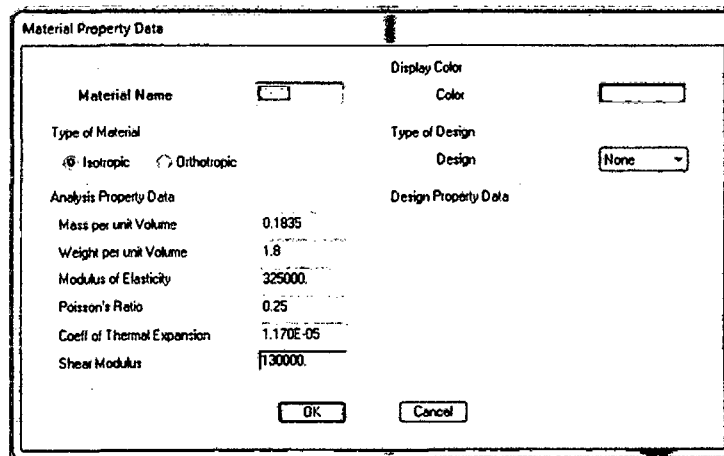 Material Property Data
Display Color
Material Name
Color
Type of Material
Type of Design
Isotropic Orthotropic
Design None
Analysis Property Data
Design Property Data
Mass per unit Volume 0.1835
Weight per unit Volume 1.8
Modulus of Elasticity 325000.
Poisson's Ratio 0.25
Coeff of Thermal Expansion 1.170E-05
Shear Modulus 130000.
OK Cancel